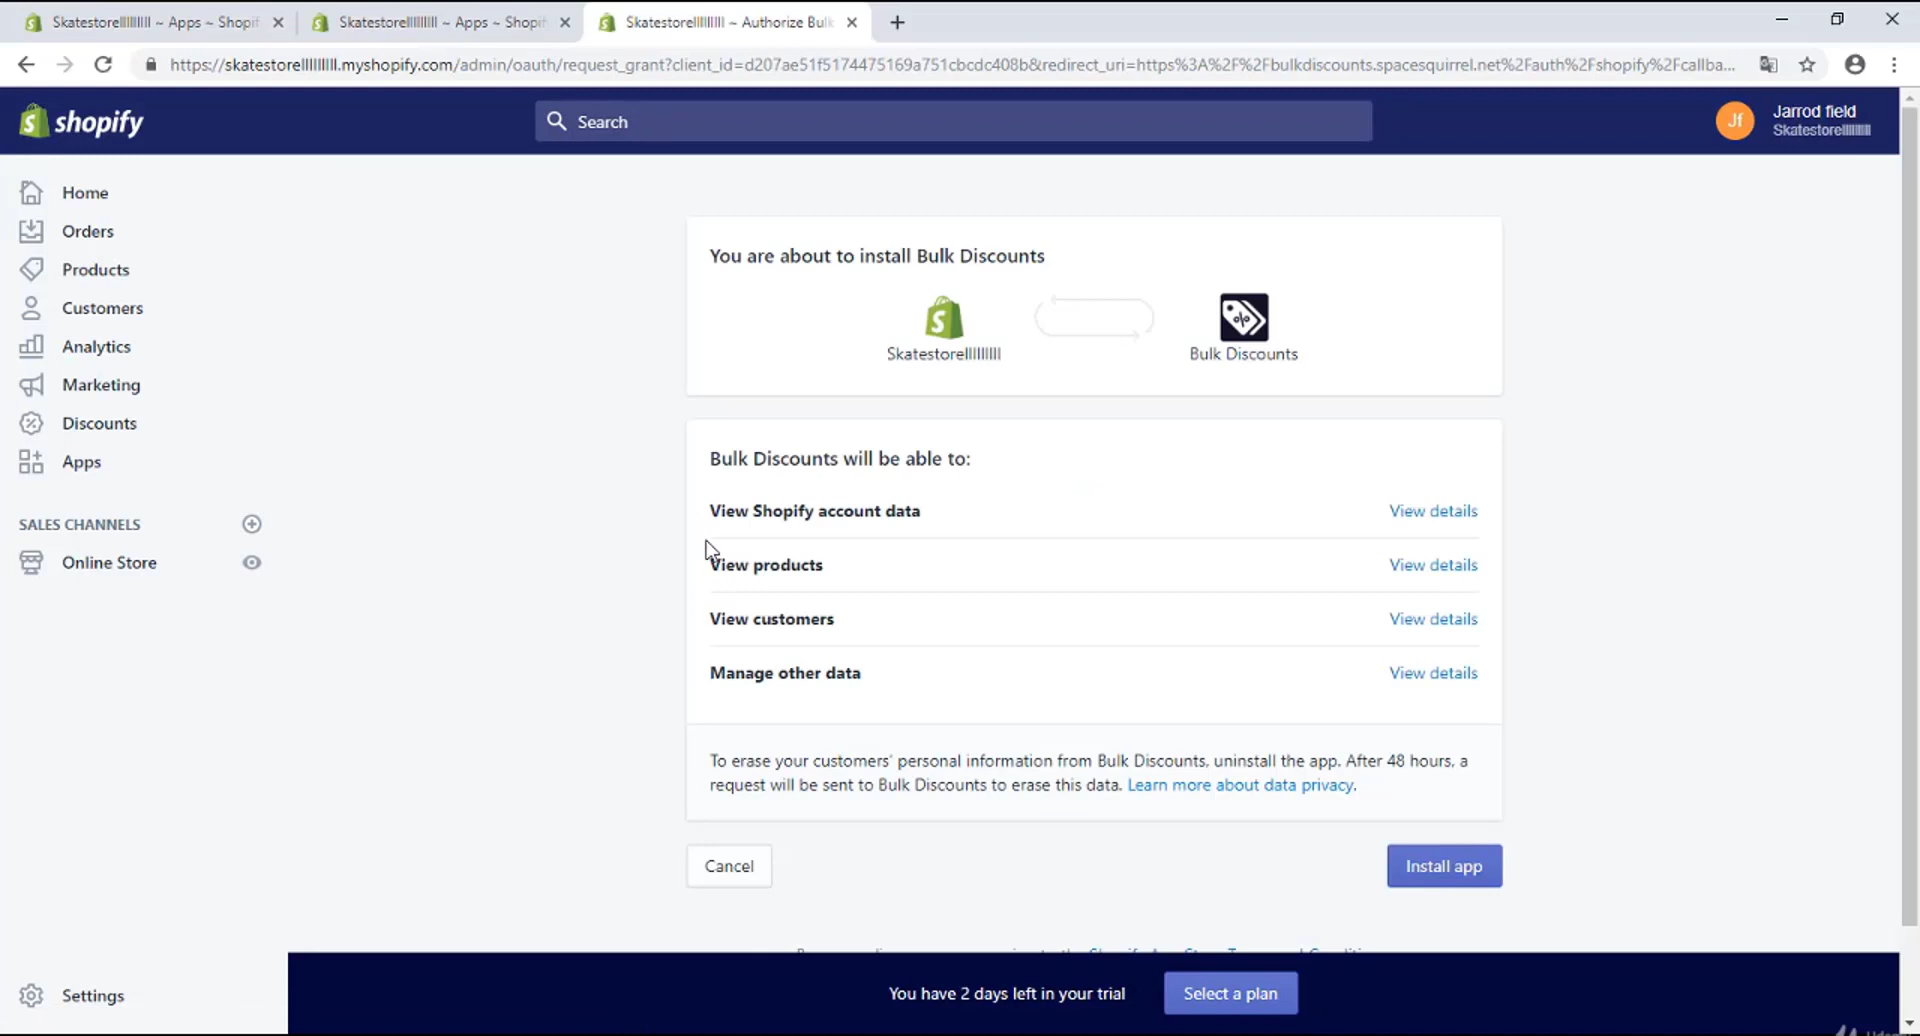 Skatestorelllllllll ~ Apps ~ Shopif
Skatestorelllllllll ~ Apps ~ Shopif
Skatestorelllllllll ~ Authorize Bulk
https://skatestorelllllllll.myshopify.com/admin/oauth/request_grant?client_id=d207ae51f5174475169a751cbcdc408b&redirect_uri=https%3A%2F%2Fbulkdiscounts.spacesquirrel.net%2Fauth%2Fshopify%2Fcallba...
shopify
Search
Jf
Jarrod field
Skatestorelllllllll
Home
Orders
Products
Customers
Analytics
Marketing
Discounts
Apps
SALES CHANNELS
Online Store
Settings
You are about to install Bulk Discounts
Skatestorelllllllll
Bulk Discounts
Bulk Discounts will be able to:
View Shopify account data
View details
View products
View details
View customers
View details
Manage other data
View details
To erase your customers' personal information from Bulk Discounts, uninstall the app. After 48 hours, a
request will be sent to Bulk Discounts to erase this data. Learn more about data privacy.
Cancel
Install app
You have 2 days left in your trial
Select a plan